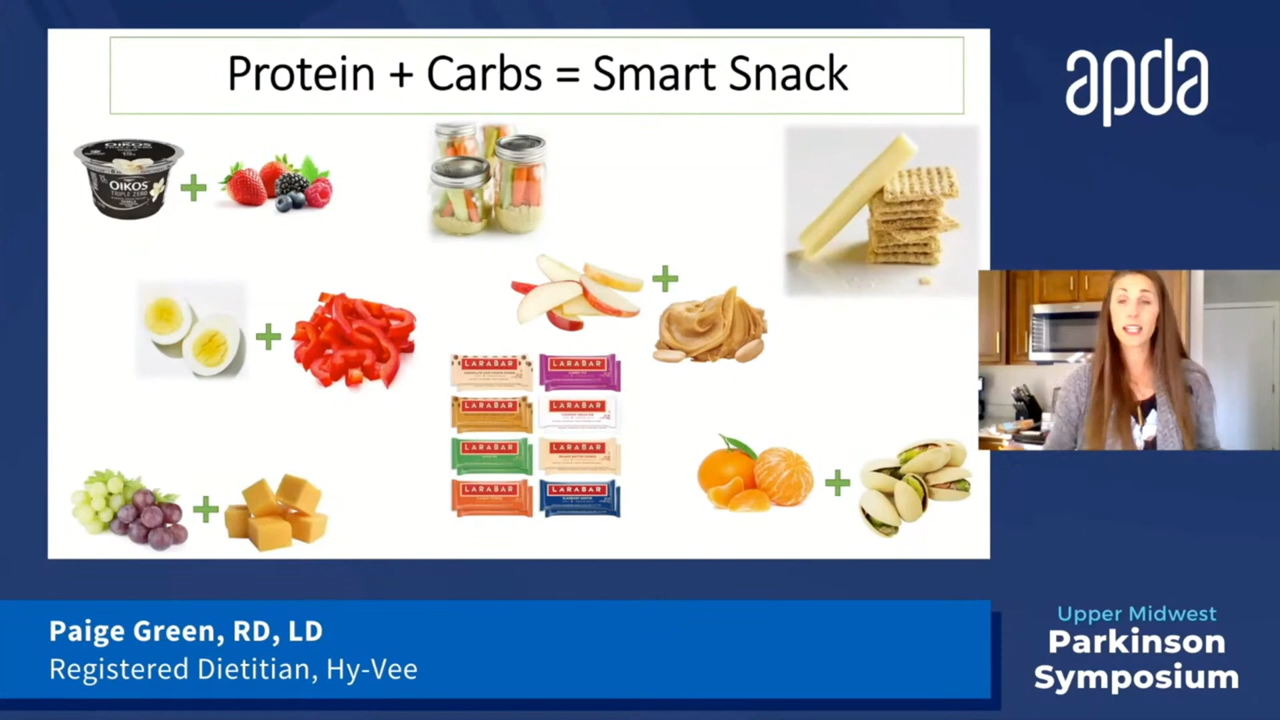 Protein + Carbs = Smart Snack
apda
OIKOS
OIKOS
TRIPLE ZERO
LARABAR
LARABAR
LARABAR
LARABAR
LARABAR
LARABAR
LARABAR
LARABAR
Paige Green, RD, LD
Registered Dietitian, Hy-Vee
Upper Midwest
Parkinson
Symposium